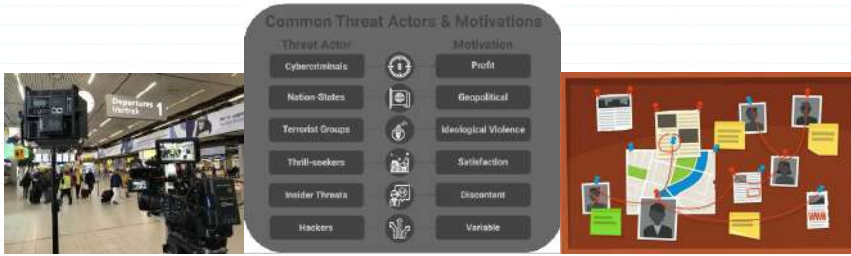 Departures 1
Vertrek
Common Threat Actors & Motivations
Threat Actor Motivation
Cybercriminals Profit
Nation-States Geopolitical
Terrorist Groups Ideological Violence
Thrill-seekers Satisfaction
Insider Threats Discontent
Hackers Variable